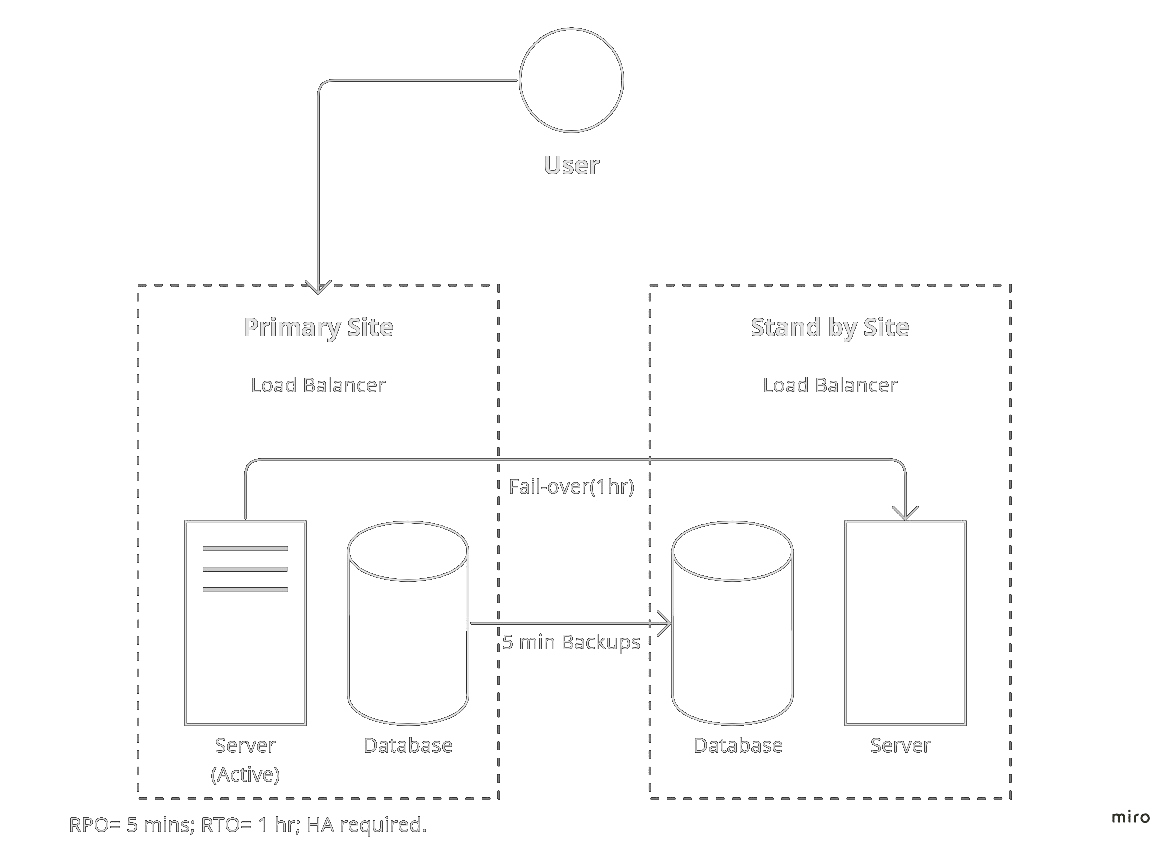 User
Primary Site
Stand by Site
Load Balancer
Load Balancer
Fail-over(1hr)
5 min Backups
Server
(Active)
Database
Database
Server
RPO= 5 mins; RTO= 1 hr; HA required.
miro